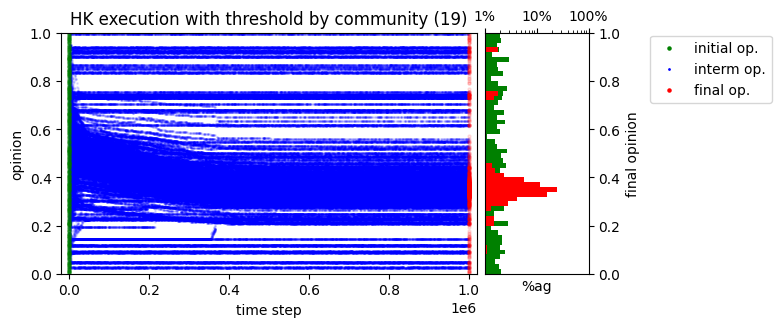 HK execution with threshold by community (19)
1% 10% 100%
initial op.
interm op.
final op.
1.0
0.8
0.6
0.4
0.2
0.0
opinion
0.0 0.2 0.4 0.6 0.8 1.0
1e6
time step
1.0
0.8
0.6
0.4
0.2
0.0
final opinion
%ag